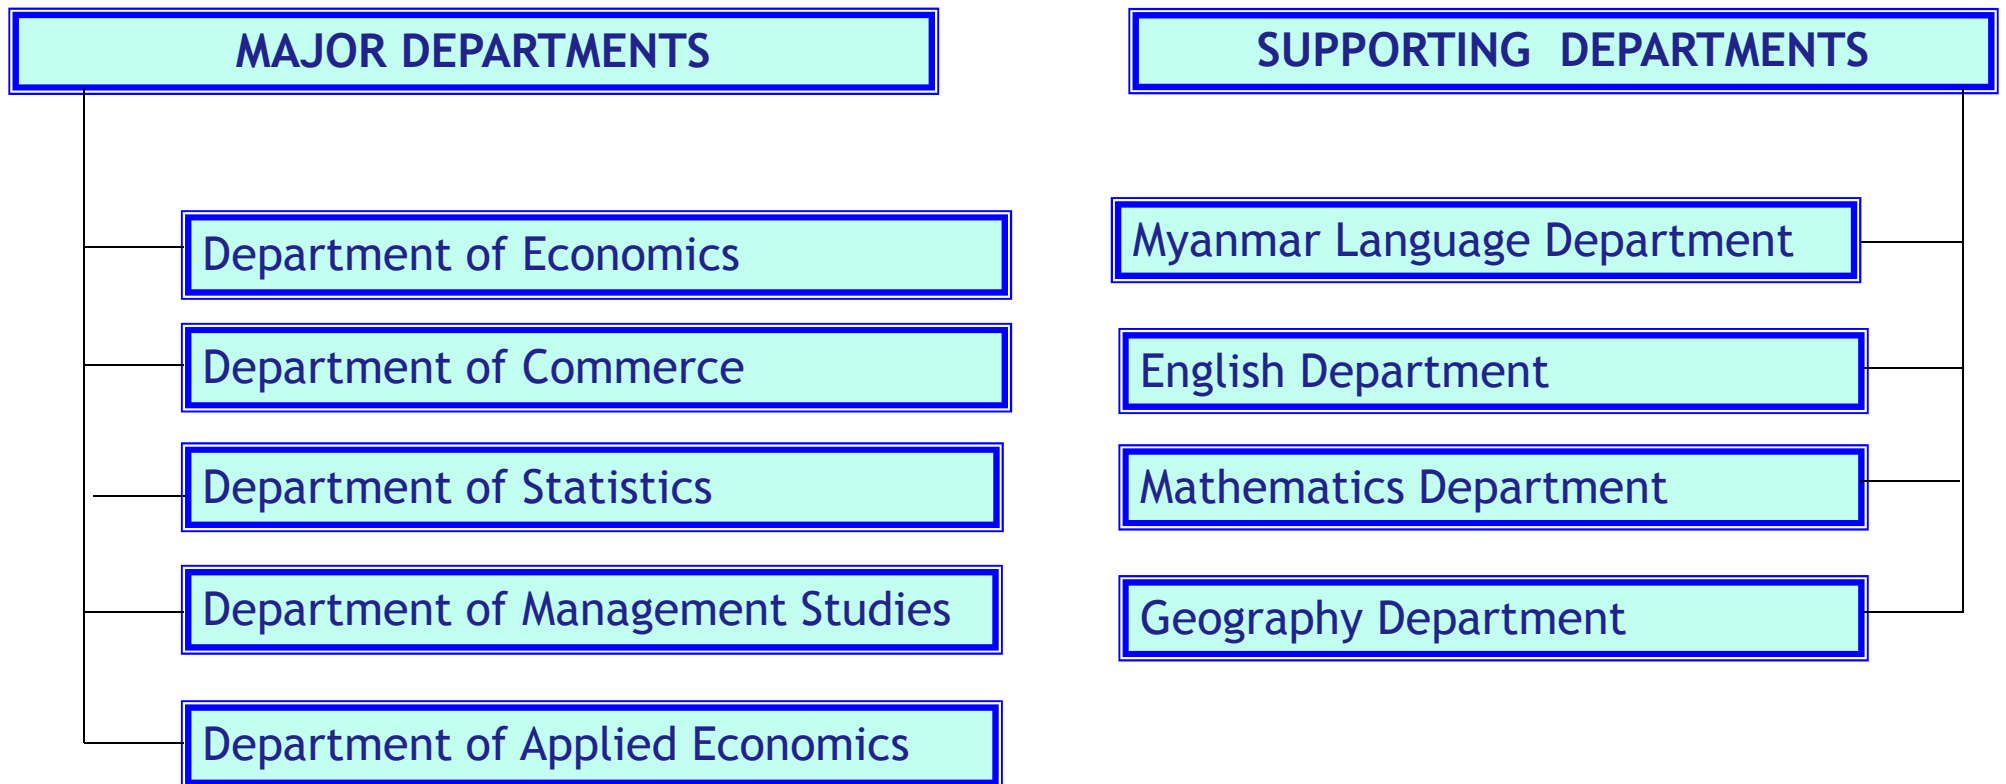 MAJOR DEPARTMENTS
Department of Economics
Department of Commerce
Department of Statistics
Department of Management Studies
Department of Applied Economics
SUPPORTING DEPARTMENTS
Myanmar Language Department
English Department
Mathematics Department
Geography Department